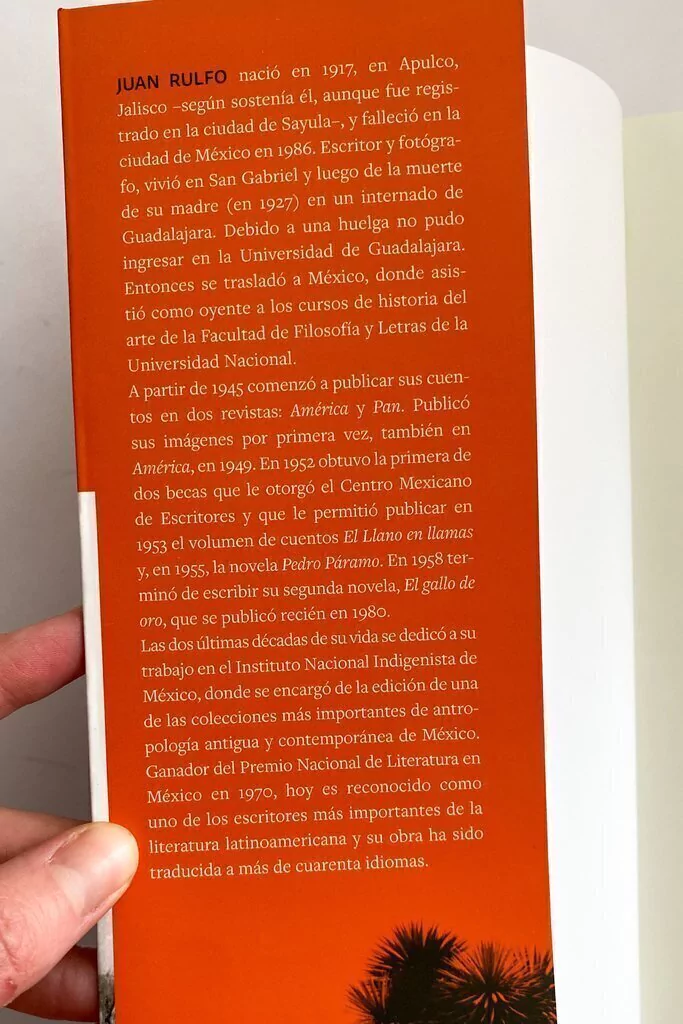 JUAN RULFO nació en 1917, en Apulco,
Jalisco –según sostenía él, aunque fue regis-
trado en la ciudad de Sayula–, y falleció en la
ciudad de México en 1986. Escritor y fotógra-
fo, vivió en San Gabriel y luego de la muerte
de su madre (en 1927) en un internado de
Guadalajara. Debido a una huelga no pudo
ingresar en la Universidad de Guadalajara.
Entonces se trasladó a México, donde asis-
tió como oyente a los cursos de historia del
arte de la Facultad de Filosofía y Letras de la
Universidad Nacional.
A partir de 1945 comenzó a publicar sus cuen-
tos en dos revistas: América y Pan. Publicó
sus imágenes por primera vez, también en
América, en 1949. En 1952 obtuvo la primera de
dos becas que le otorgó el Centro Mexicano
de Escritores y que le permitió publicar en
1953 el volumen de cuentos El Llano en llamas
y, en 1955, la novela Pedro Páramo. En 1958 ter-
minó de escribir su segunda novela, El gallo de
oro, que se publicó recién en 1980.
Las dos últimas décadas de su vida se dedicó a su
trabajo en el Instituto Nacional Indigenista de
México, donde se encargó de la edición de una
de las colecciones más importantes de antro-
pología antigua y contemporánea de México.
Ganador del Premio Nacional de Literatura en
México en 1970, hoy es reconocido como
uno de los escritores más importantes de la
literatura latinoamericana y su obra ha sido
traducida a más de cuarenta idiomas.